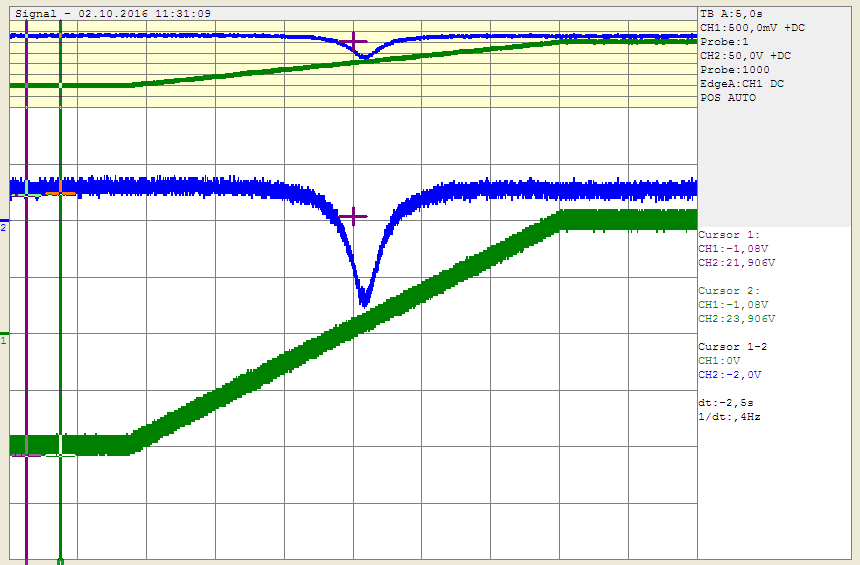 Signal - 02.10.2016 11:31:09
TB A:5,0s
CH1:500,0mV +DC
Probe:1
CH2:50,0V +DC
Probe:1000
EdgeA:CH1 DC
POS AUTO
2
1
Cursor 1:
CH1:-1,08V
CH2:21,906V
Cursor 2:
CH1:-1,08V
CH2:23,906V
Cursor 1-2
CH1:0V
CH2:-2,0V
dt:-2,5s
1/dt:,4Hz